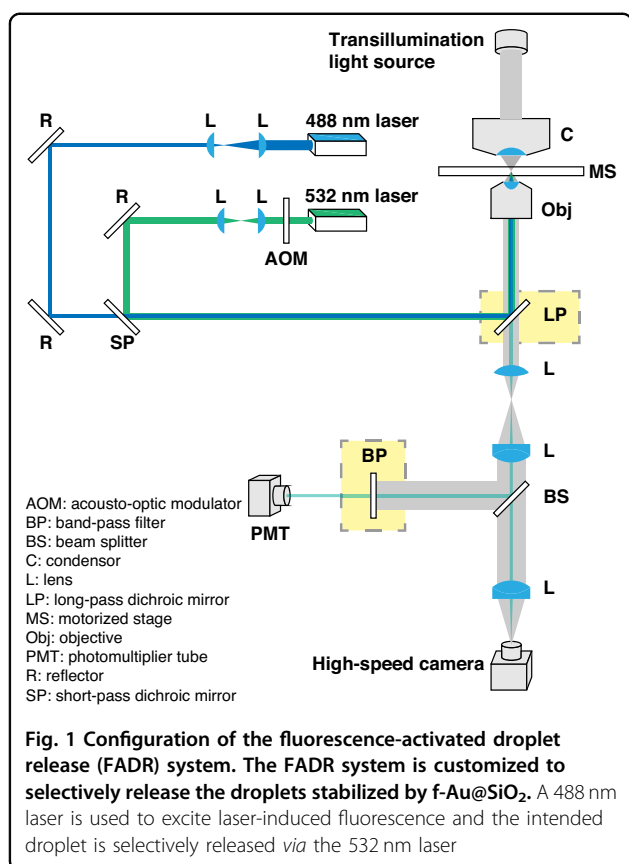 Transillumination
light source
R
L
L
488 nm laser
C
MS
R
L
L
532 nm laser
Obj
AOM
R
SP
LP
L
BP
L
BS
PMT
L
High-speed camera
AOM: acousto-optic modulator
BP: band-pass filter
BS: beam splitter
C: condensor
L: lens
LP: long-pass dichroic mirror
MS: motorized stage
Obj: objective
PMT: photomultiplier tube
R: reflector
SP: short-pass dichroic mirror
Fig. 1 Configuration of the fluorescence-activated droplet
release (FADR) system. The FADR system is customized to
selectively release the droplets stabilized by f-Au@SiO₂. A 488 nm
laser is used to excite laser-induced fluorescence and the intended
droplet is selectively released via the 532 nm laser